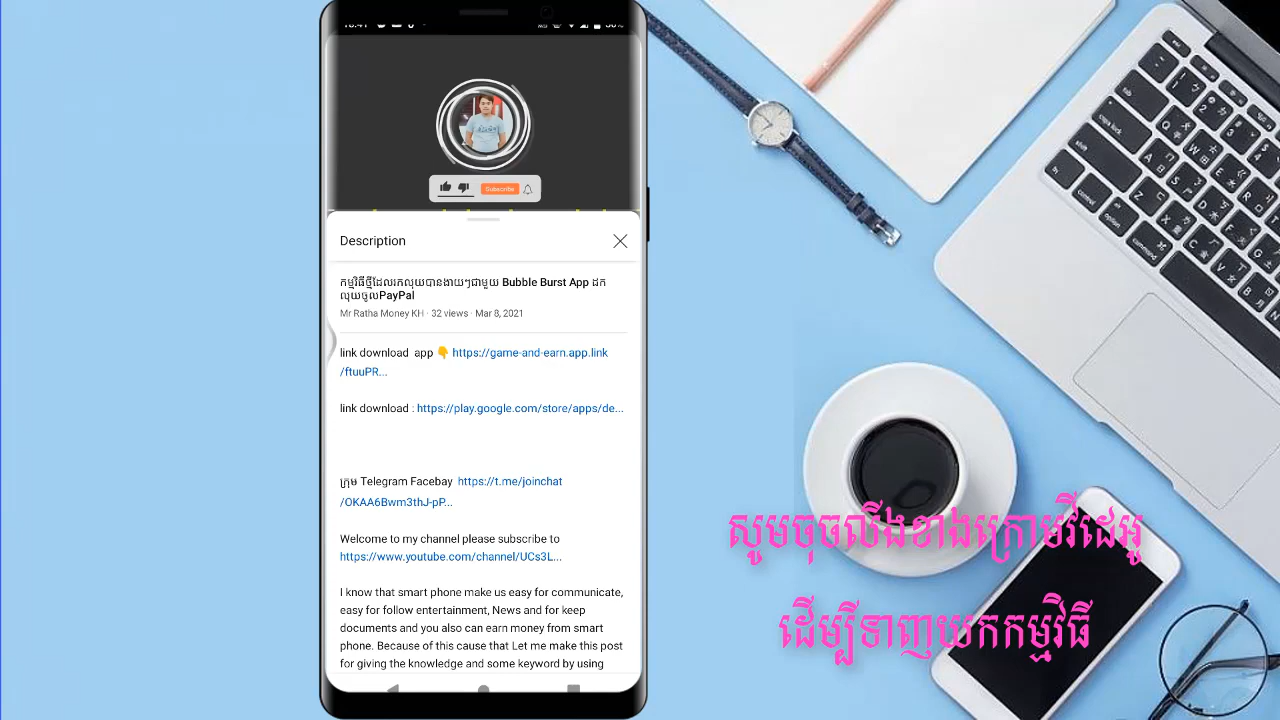 Subscribe
Description
កម្មវិធីថ្មីដែលរកលុយបានងាយៗជាមួយ Bubble Burst App ដក
លុយចូលPayPal
Mr Ratha Money KH · 32 views · Mar 8, 2021
link download app 👇 https://game-and-earn.app.link
/ftuuPR...
link download : https://play.google.com/store/apps/de...
ក្រុម Telegram Facebay https://t.me/joinchat
/OKAA6Bwm3thJ-pP...
Welcome to my channel please subscribe to
https://www.youtube.com/channel/UCs3L...
I know that smart phone make us easy for communicate,
easy for follow entertainment, News and for keep
documents and you also can earn money from smart
phone. Because of this cause that Let me make this post
for giving the knowledge and some keyword by using
សូមចុចលីងខាងក្រោមវីដេអូ
ដើម្បីទាញយកកម្មវិធី
tab
caps lock
shift
fn
control
option
command